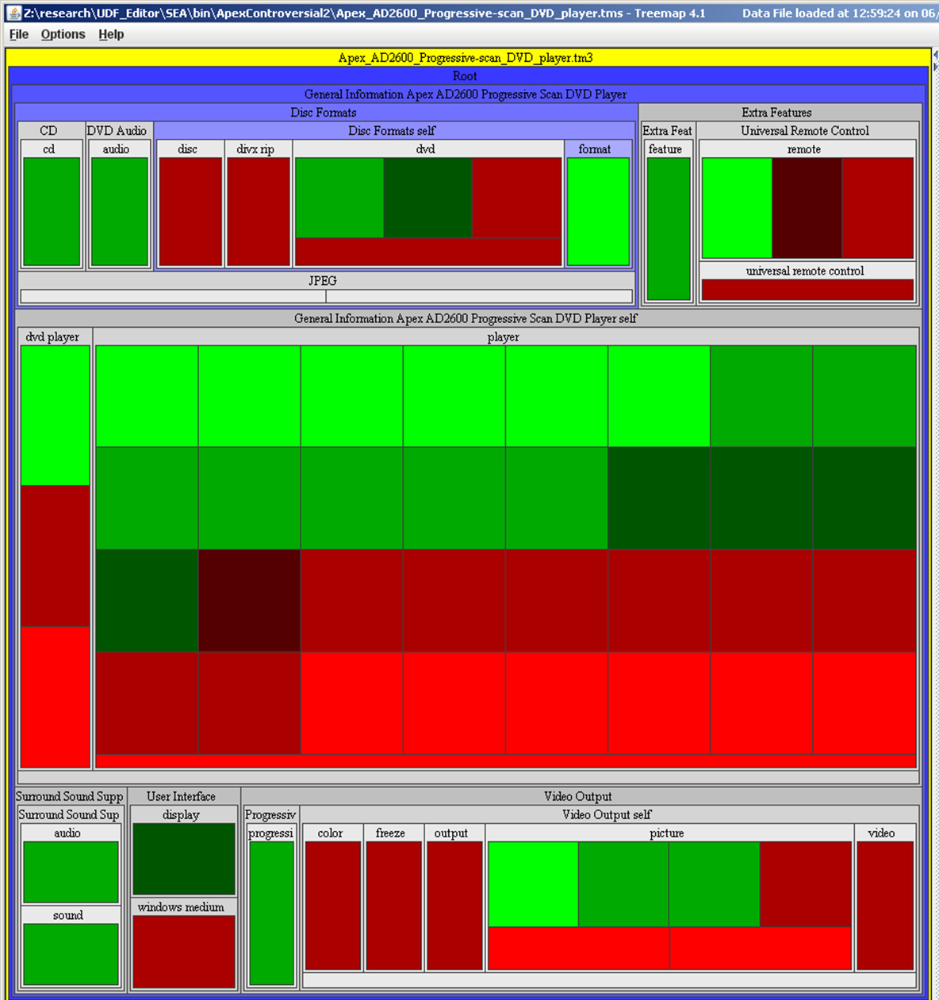 Z:\research\UDF_Editor\SEA\bin\ApexControversial2\Apex_AD2600_Progressive-scan_DVD_player.tms - Treemap 4.1 Data File loaded at 12:59:24 on 06/
File Options Help
Apex_AD2600_Progressive-scan_DVD_player.tm3
Root
General Information Apex AD2600 Progressive Scan DVD Player
Disc Formats Extra Features
CD DVD Audio Disc Formats self Extra Feat Universal Remote Control
cd audio disc divx rip dvd format feature remote
universal remote control
JPEG
General Information Apex AD2600 Progressive Scan DVD Player self
dvd player player
Surround Sound Supp User Interface Video Output
Surround Sound Sup display Progressiv Video Output self
audio progressi color freeze output picture video
windows medium
sound